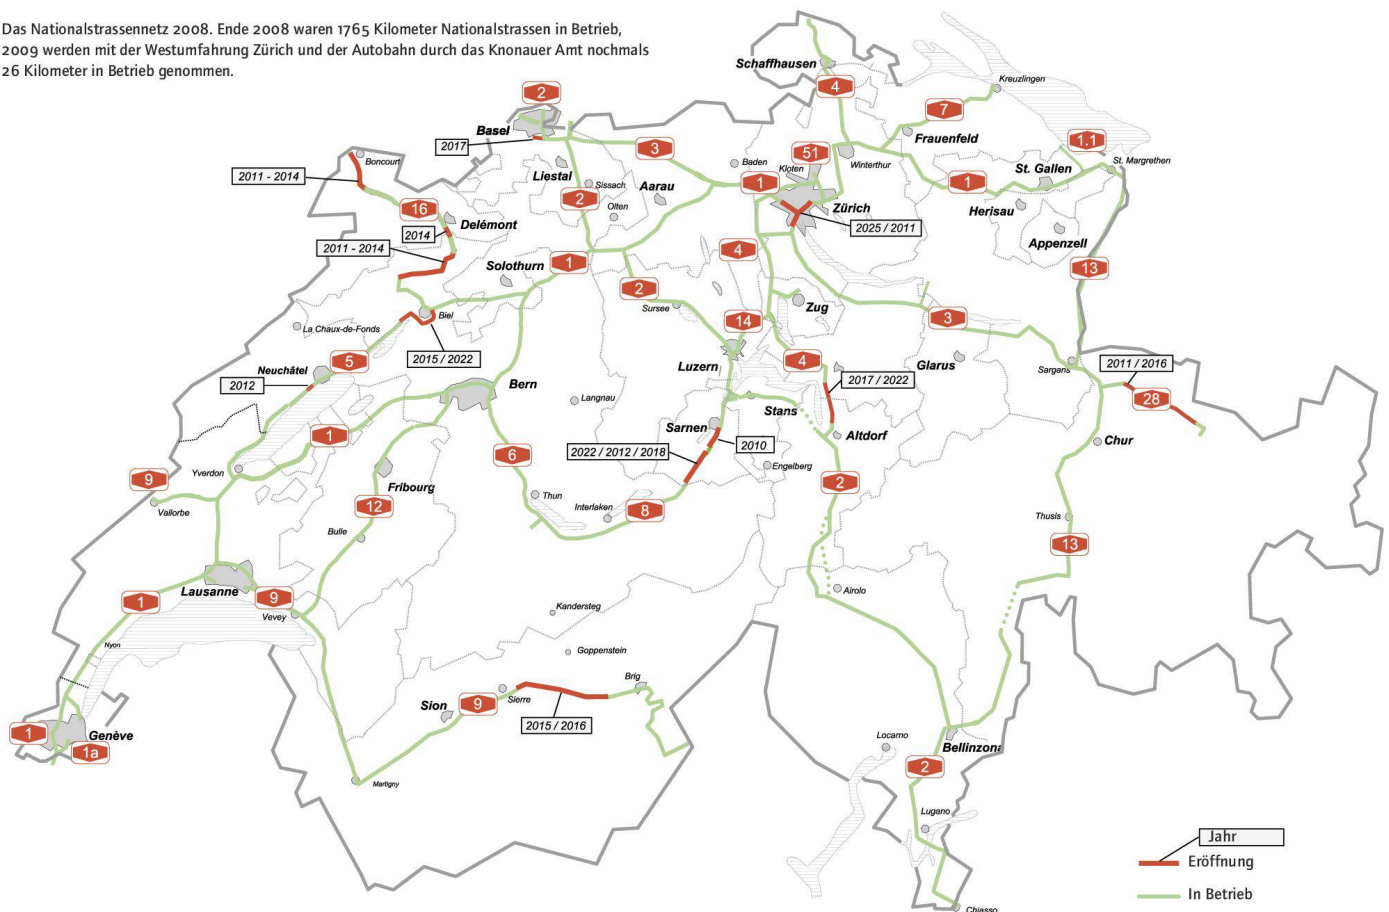 Das Nationalstrassennetz 2008. Ende 2008 waren 1765 Kilometer Nationalstrassen in Betrieb,
2009 werden mit der Westumfahrung Zürich und der Autobahn durch das Knonauer Amt nochmals
26 Kilometer in Betrieb genommen.
Schaffhausen
4
Kreuzlingen
2
7
Basel
Frauenfeld
2017
3
51
1.1
Boncourt
Baden
Kloten
Winterthur
St. Margrethen
2011 - 2014
Liestal
Sissach
Aarau
1
1
St. Gallen
16
2
Olten
Zürich
Herisau
Delémont
2014
2025 / 2011
Appenzell
2011 - 2014
4
Solothurn
1
13
2
Sursee
Zug
Biel
14
3
La Chaux-de-Fonds
2015 / 2022
Neuchâtel
5
Luzern
4
Glarus
Sargans
2011 / 2016
2012
Bern
2017 / 2022
28
Langnau
Stans
Sarnen
1
Altdorf
Chur
2010
2022 / 2012 / 2018
6
Engelberg
Yverdon
9
Fribourg
2
Vallorbe
12
Thun
Interlaken
8
Thusis
Bulle
13
Lausanne
1
9
Airolo
Vevey
Kandersteg
Nyon
Goppenstein
Brig
Sierre
Sion
9
2015 / 2016
1
Genève
1a
Locarno
Bellinzona
2
Martigny
Lugano
Jahr
Eröffnung
In Betrieb
Chiasso